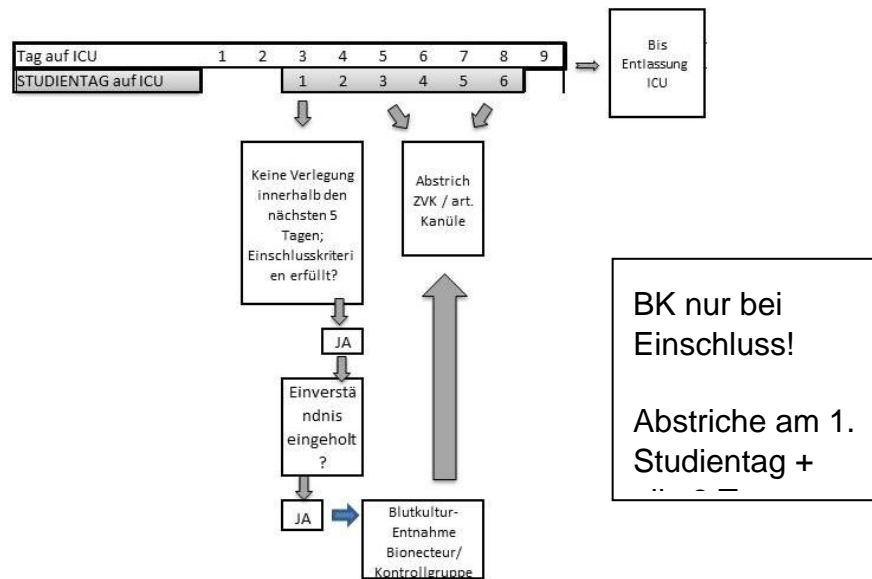 Tag auf ICU 1 2 3 4 5 6 7 8 9
STUDIENTAG auf ICU 1 2 3 4 5 6
Bis
Entlassung
ICU
Keine Verlegung
innerhalb den
nächsten 5
Tagen;
Einschlusskriteri
en erfüllt?
Abstrich
ZVK / art.
Kanüle
JA
Einverstä
ndnis
eingeholt
?
JA
Blutkultur-
Entnahme
Bionecteur/
Kontrollgruppe
BK nur bei
Einschluss!
Abstriche am 1.
Studientag +